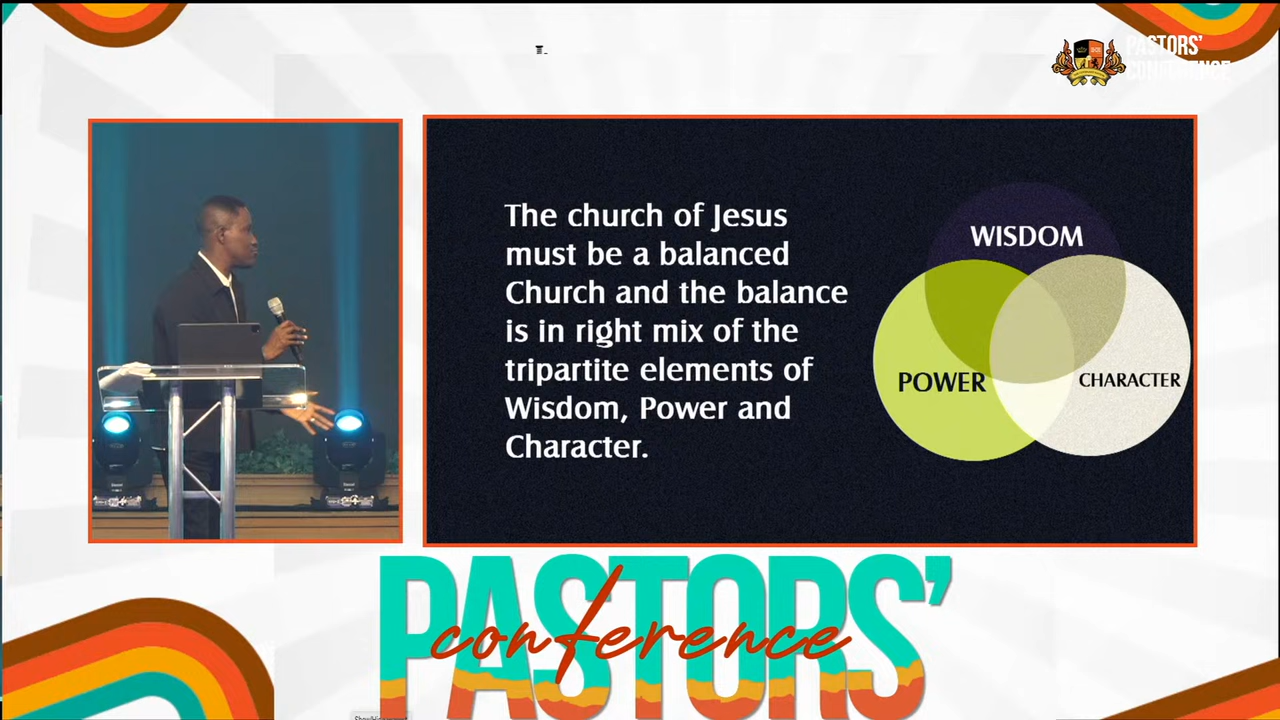 PASTORS'
CONFERENCE
The church of Jesus
must be a balanced
Church and the balance
is in right mix of the
tripartite elements of
Wisdom, Power and
Character.
WISDOM
POWER
CHARACTER
PASTORS'
conference